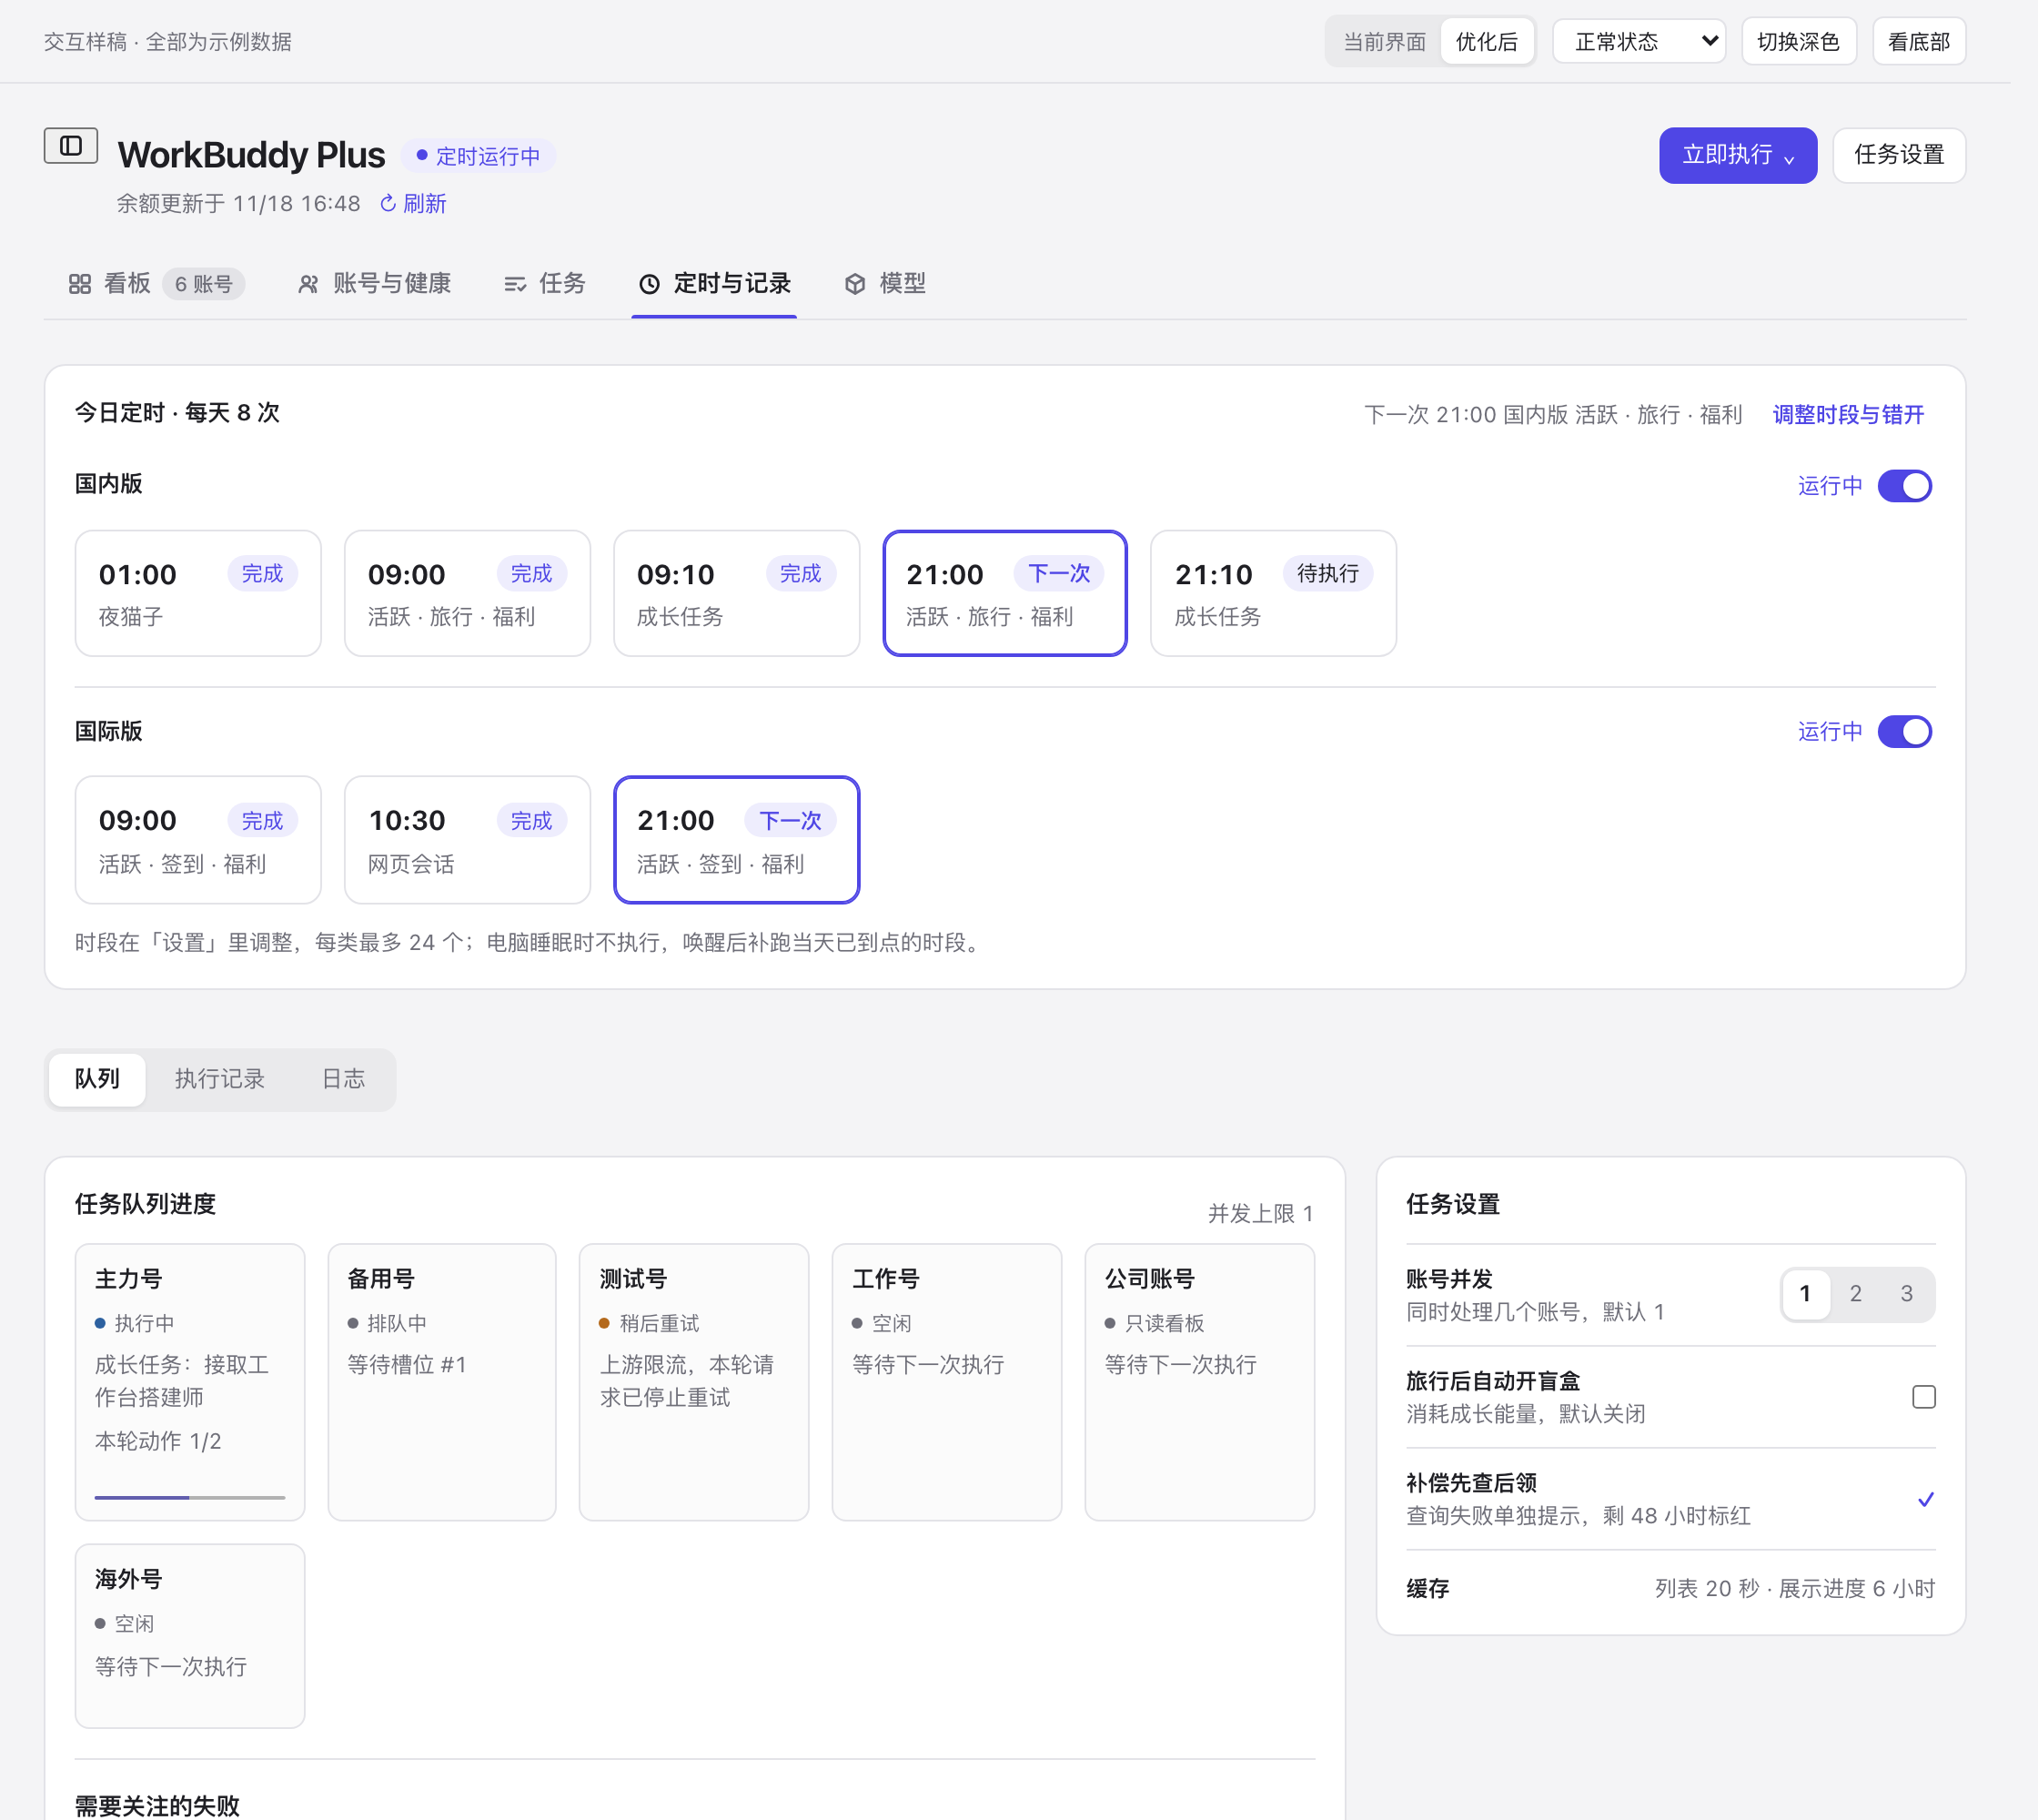 交互样稿 · 全部为示例数据
当前界面 优化后 正常状态 切换深色 看底部
WorkBuddy Plus 定时运行中
立即执行 任务设置
余额更新于 11/18 16:48 刷新
看板 6 账号 账号与健康 任务 定时与记录 模型
今日定时 · 每天 8 次
下一次 21:00 国内版 活跃 · 旅行 · 福利 调整时段与错开
国内版 运行中
01:00 完成
夜猫子
09:00 完成
活跃 · 旅行 · 福利
09:10 完成
成长任务
21:00 下一次
活跃 · 旅行 · 福利
21:10 待执行
成长任务
国际版 运行中
09:00 完成
活跃 · 签到 · 福利
10:30 完成
网页会话
21:00 下一次
活跃 · 签到 · 福利
时段在「设置」里调整，每类最多 24 个；电脑睡眠时不执行，唤醒后补跑当天已到点的时段。
队列 执行记录 日志
任务队列进度
并发上限 1
主力号
执行中
成长任务：接取工
作台搭建师
本轮动作 1/2
备用号
排队中
等待槽位 #1
测试号
稍后重试
上游限流，本轮请
求已停止重试
工作号
空闲
等待下一次执行
公司账号
只读看板
等待下一次执行
海外号
空闲
等待下一次执行
需要关注的失败
任务设置
账号并发
同时处理几个账号，默认 1
1 2 3
旅行后自动开盲盒
消耗成长能量，默认关闭
补偿先查后领
查询失败单独提示，剩 48 小时标红
缓存 列表 20 秒 · 展示进度 6 小时